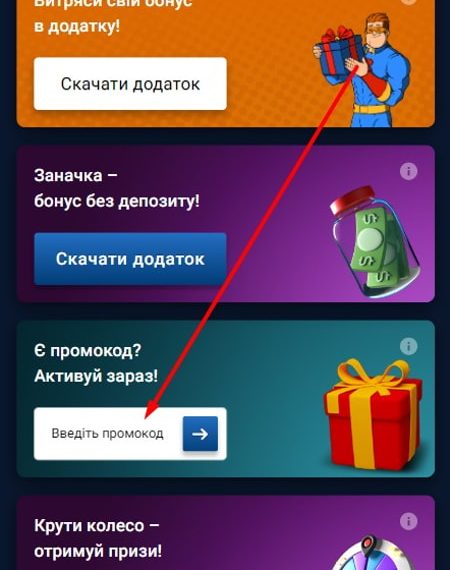 Витряси свій бонус
в додатку!
Скачати додаток
Заначка –
бонус без депозиту!
Скачати додаток
Є промокод?
Активуй зараз!
Введіть промокод
Крути колесо –
отримуй призи!